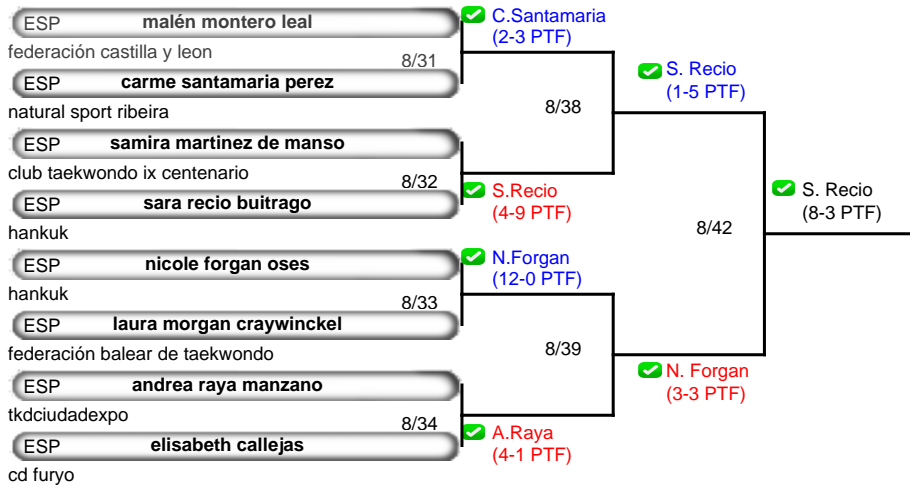 ESP malén montero leal
federación castilla y leon
8/31
ESP carme santamaria perez
natural sport ribeira
ESP samira martinez de manso
club taekwondo ix centenario
8/32
ESP sara recio buitrago
hankuk
ESP nicole forgan oses
hankuk
8/33
ESP laura morgan craywinckel
federación balear de taekwondo
ESP andrea raya manzano
tkdciudadexpo
8/34
ESP elisabeth callejas
cd furyo
C.Santamaria
(2-3 PTF)
8/38
S.Recio
(4-9 PTF)
N.Forgan
(12-0 PTF)
8/39
A.Raya
(4-1 PTF)
S. Recio
(1-5 PTF)
8/42
N. Forgan
(3-3 PTF)
S. Recio
(8-3 PTF)